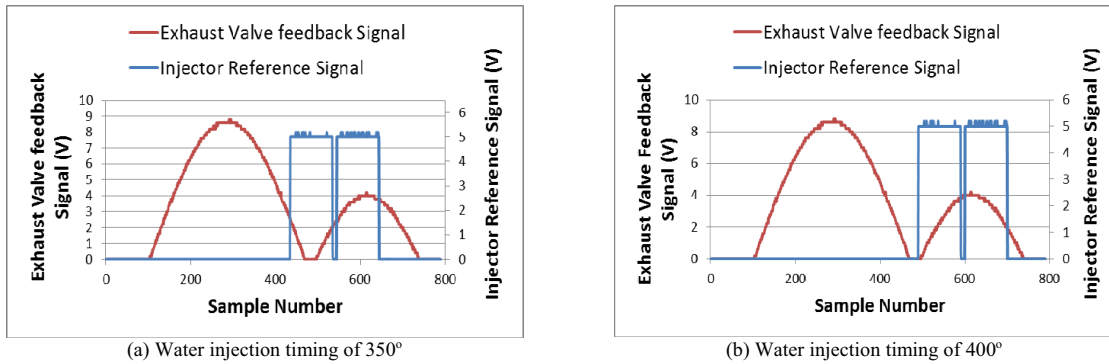 Exhaust Valve feedback Signal
Injector Reference Signal
Exhaust Valve feedback
Signal (V)
10
9
8
7
6
5
4
3
2
1
0
6
5
4
3
2
1
0
Injector Reference Signal (V)
0
200
400
600
800
Sample Number
(a) Water injection timing of 350º
Exhaust Valve feedback Signal
Injector Reference Signal
Exhaust Valve Feedback
Signal (V)
10
8
6
4
2
0
6
5
4
3
2
1
0
Injector Reference Signal (V)
0
200
400
600
800
Sample Number
(b) Water injection timing of 400º